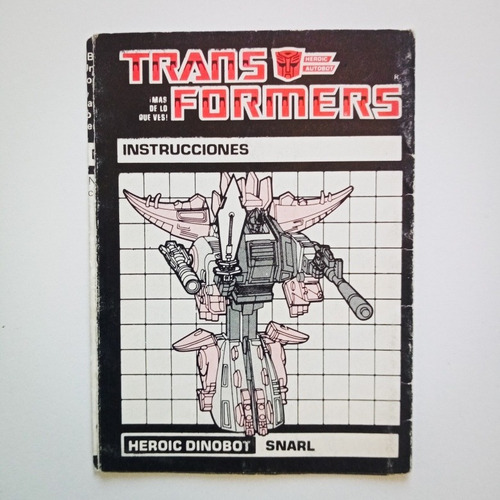 TRANS
HEROIC
AUTOBOT
FORMERS
¡MAS
DE LO
QUE VES!
INSTRUCCIONES
HEROIC DINOBOT
SNARL